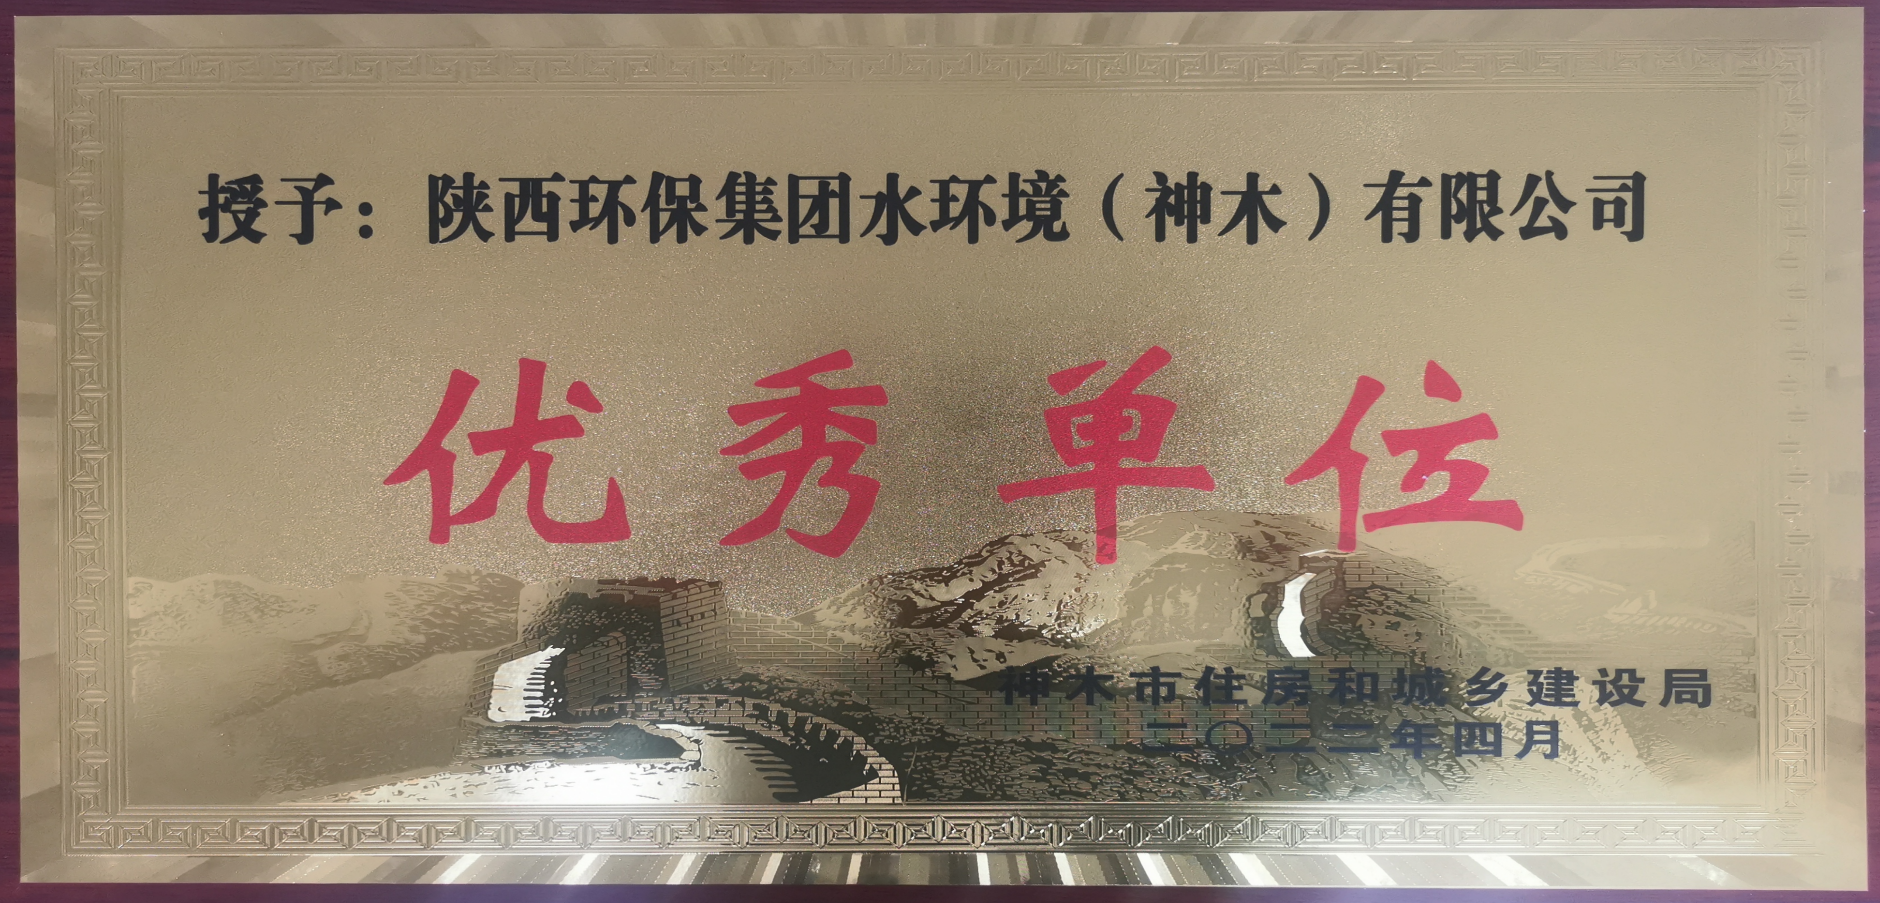 授予：陕西环保集团水环境（神木）有限公司
优秀单位
神木市住房和城乡建设局
二〇二二年四月